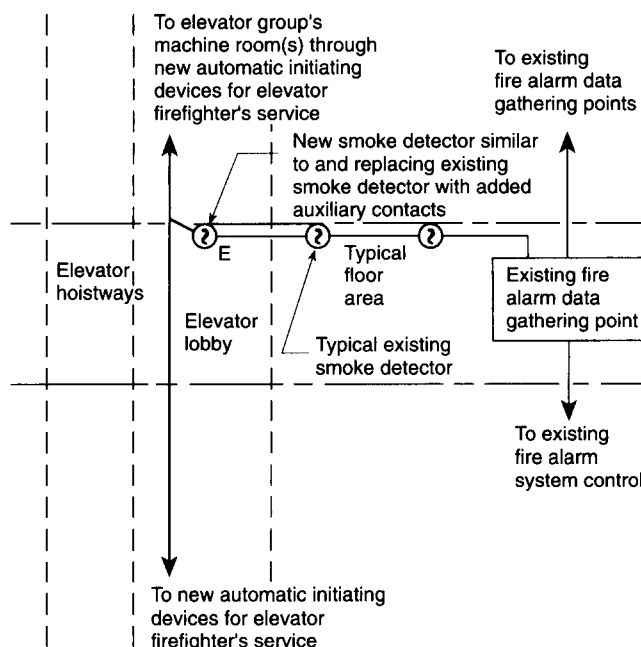 To elevator group's
machine room(s) through
new automatic initiating
devices for elevator
firefighter's service
To existing
fire alarm data
gathering points
New smoke detector similar
to and replacing existing
smoke detector with added
auxiliary contacts
E
Elevator
hoistways
Elevator
lobby
Typical
floor
area
Existing fire
alarm data
gathering point
Typical existing
smoke detector
To existing
fire alarm
system control
To new automatic initiating
devices for elevator
firefighter's service